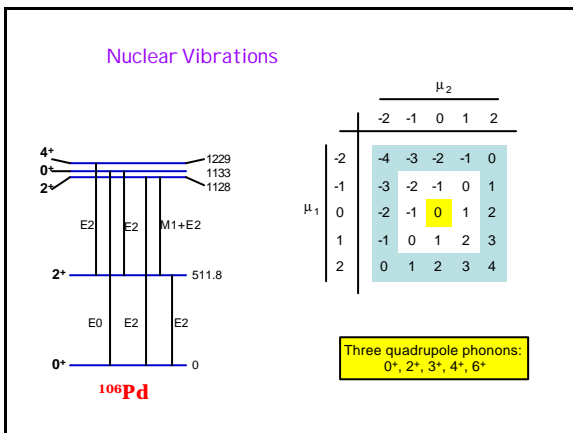 Nuclear Vibrations
4⁺
0⁺
2⁺
1229
1133
1128
E2
E2
M1+E2
2⁺
511.8
E0
E2
E2
0⁺
0
¹⁰⁶Pd
μ₂
-2 -1 0 1 2
-2 -4 -3 -2 -1 0
-1 -3 -2 -1 0 1
μ₁
0 -2 -1 0 1 2
1 -1 0 1 2 3
2 0 1 2 3 4
Three quadrupole phonons:
0⁺, 2⁺, 3⁺, 4⁺, 6⁺